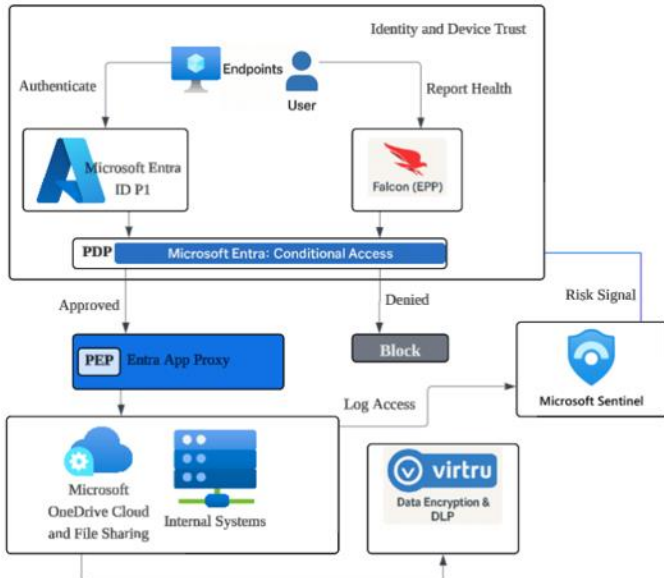 Identity and Device Trust
Endpoints
User
Authenticate
Report Health
Microsoft Entra
ID P1
Falcon (EPP)
PDP
Microsoft Entra: Conditional Access
Approved
Denied
Risk Signal
PEP
Entra App Proxy
Block
Microsoft Sentinel
Log Access
Microsoft
OneDrive Cloud
and File Sharing
Internal Systems
virtru
Data Encryption &
DLP